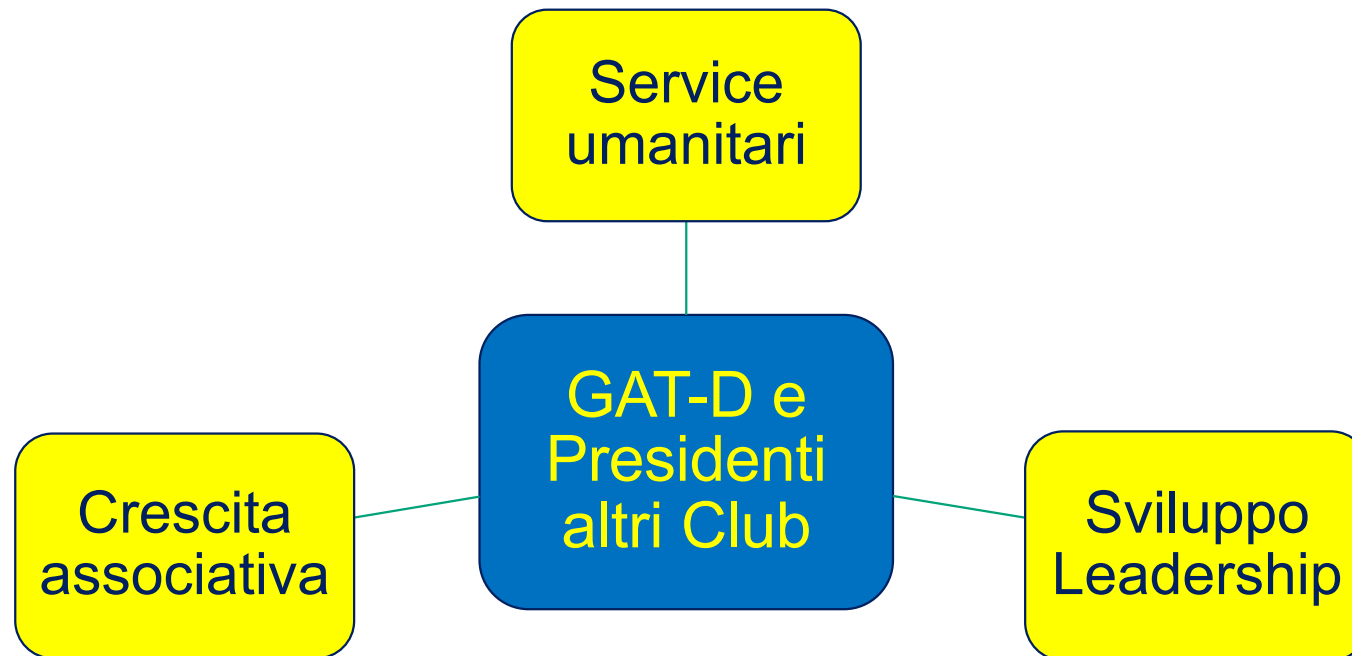 Service
umanitari
GAT-D e
Presidenti
altri Club
Crescita
associativa
Sviluppo
Leadership